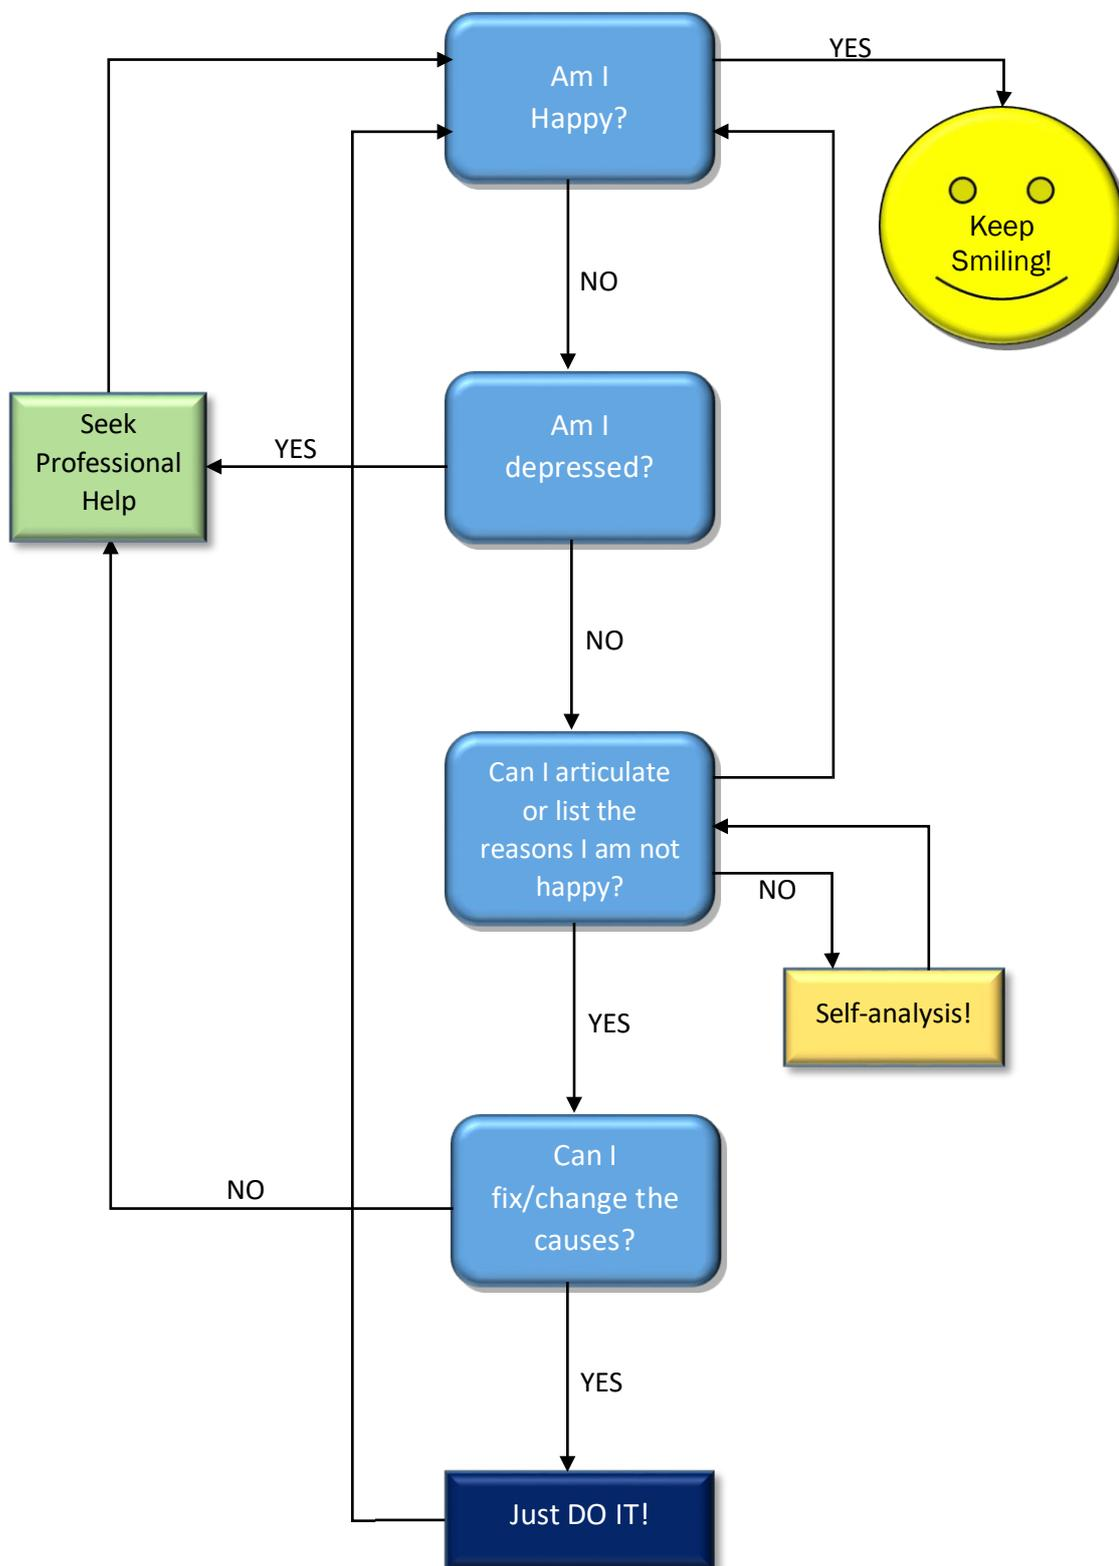 Am I
Happy?
YES
Keep
Smiling!
NO
Am I
depressed?
YES
Seek
Professional
Help
NO
Can I articulate
or list the
reasons I am not
happy?
NO
Self-analysis!
YES
Can I
fix/change the
causes?
NO
YES
Just DO IT!